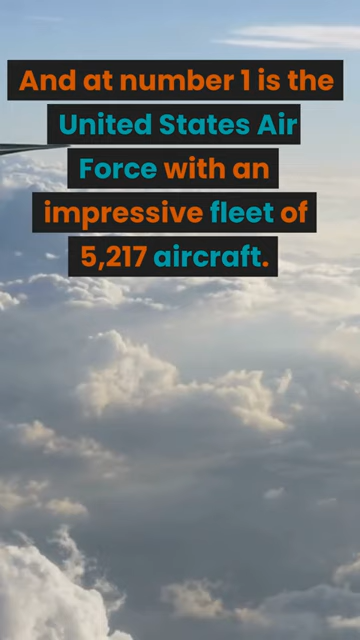 And at number 1 is the
United States Air
Force with an
impressive fleet of
5,217 aircraft.